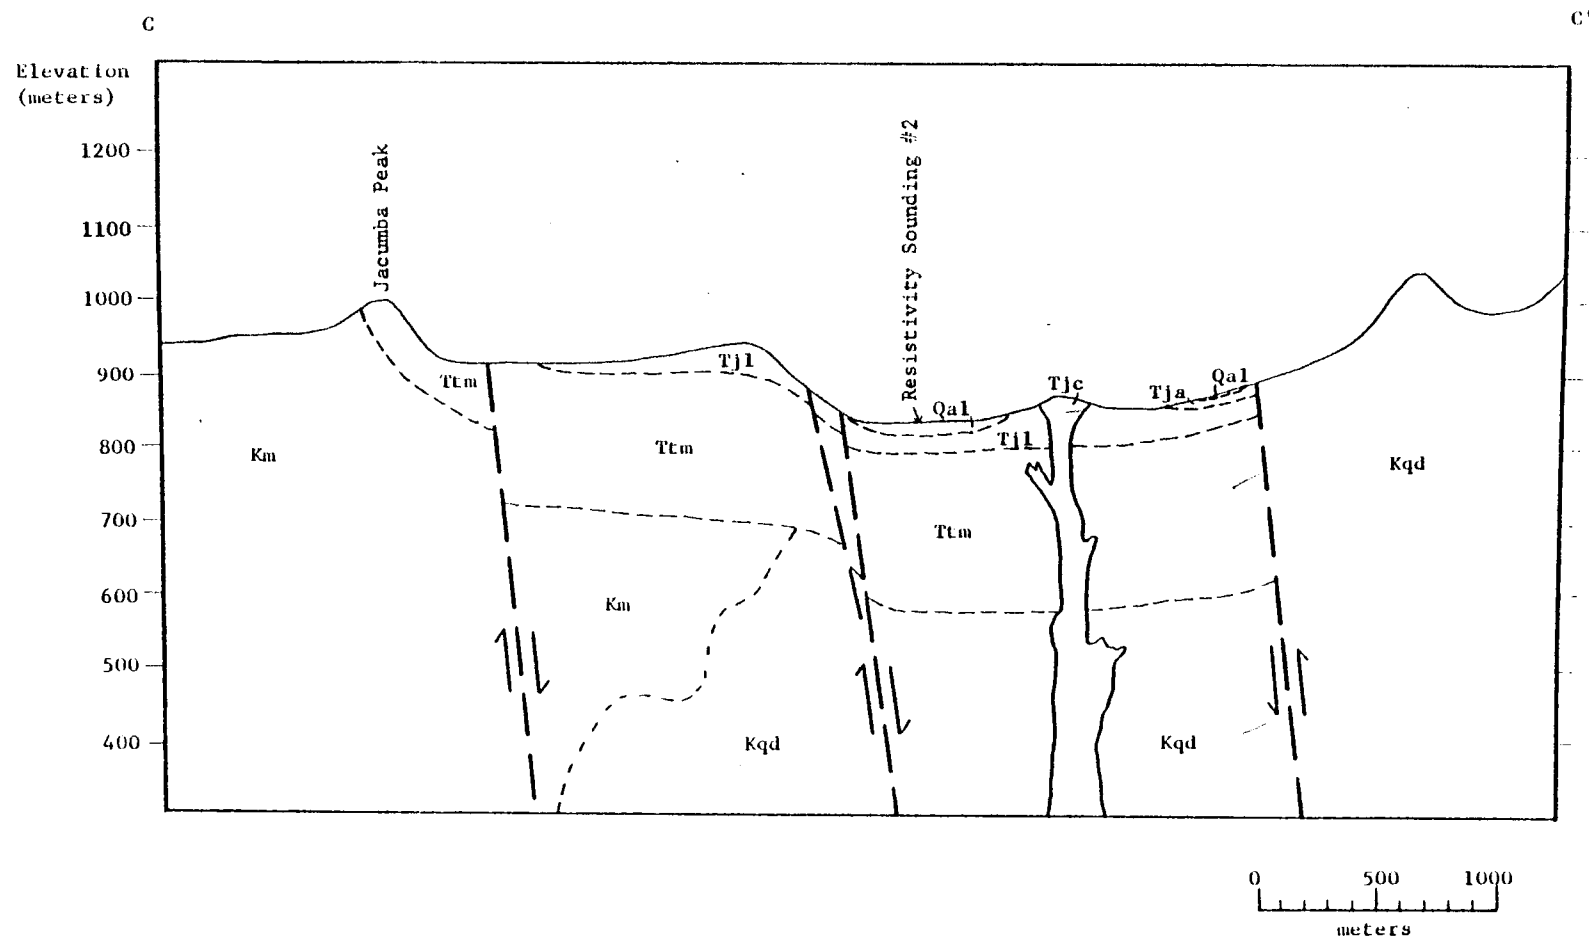 C C'
Elevation
(meters)
1200
1100
1000
900
800
700
600
500
400
Jacumba Peak
Resistivity Sounding #2
Ttm
Tjl
Qal
Tjl
Tjc
Tja
Qal
Km
Ttm
Kqd
Ttm
Km
Kqd
Kqd
0 500 1000
meters